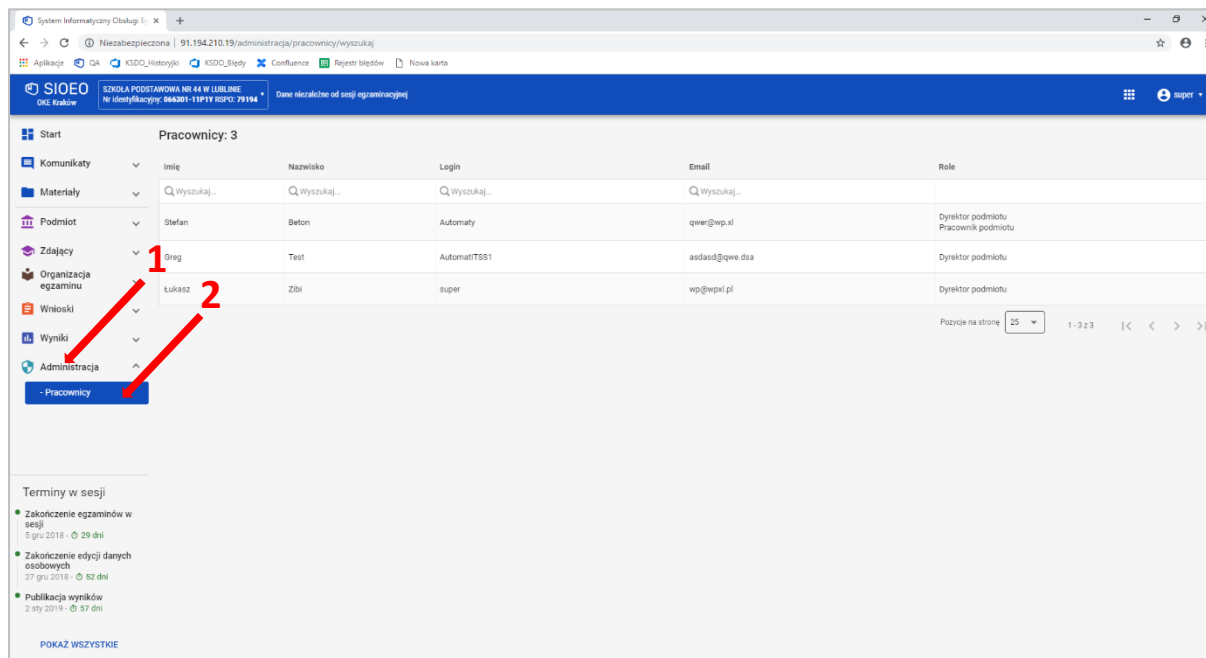 System Informatyczny Obsługi E
Niezabezpieczona | 91.194.210.19/administracja/pracownicy/wyszukaj
Aplikacje QA KSDO_Historyjki KSDO_Błędy Confluence Rejestr błędów Nowa karta
SIOEO
OKE Kraków
SZKOŁA PODSTAWOWA NR 44 W LUBLINIE
Nr identyfikacyjny: 066301-11P1Y RSPO: 79194
Dane niezależne od sesji egzaminacyjnej
super
Start
Komunikaty
Materiały
Podmiot
Zdający
Organizacja
egzaminu
Wnioski
Wyniki
Administracja
- Pracownicy
1
2
Pracownicy: 3
Imię Nazwisko Login Email Role
Wyszukaj... Wyszukaj... Wyszukaj... Wyszukaj...
Stefan Beton Automaty qwer@wp.xl Dyrektor podmiotu
Pracownik podmiotu
Greg Test AutomatITSS1 asdasd@qwe.dsa Dyrektor podmiotu
Łukasz Zibi super wp@wpxl.pl Dyrektor podmiotu
Pozycje na stronę 25 1 - 3 z 3
Terminy w sesji
Zakończenie egzaminów w
sesji
5 gru 2018 - 29 dni
Zakończenie edycji danych
osobowych
27 gru 2018 - 52 dni
Publikacja wyników
2 sty 2019 - 57 dni
POKAŻ WSZYSTKIE